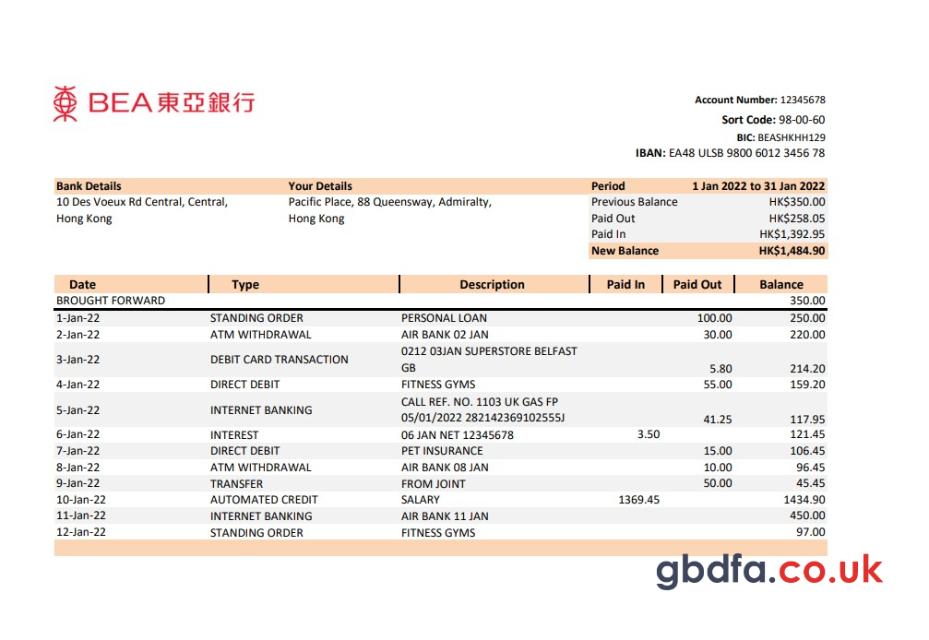 BEA東亞銀行
Account Number: 12345678
Sort Code: 98-00-60
BIC: BEASHKHH129
IBAN: EA48 ULSB 9800 6012 3456 78
Bank Details Your Details Period 1 Jan 2022 to 31 Jan 2022
10 Des Voeux Rd Central, Central, Pacific Place, 88 Queensway, Admiralty, Previous Balance HK$350.00
Hong Kong Hong Kong Paid Out HK$258.05
Paid In HK$1,392.95
New Balance HK$1,484.90
Date Type Description Paid In Paid Out Balance
BROUGHT FORWARD 350.00
1-Jan-22 STANDING ORDER PERSONAL LOAN 100.00 250.00
2-Jan-22 ATM WITHDRAWAL AIR BANK 02 JAN 30.00 220.00
3-Jan-22 DEBIT CARD TRANSACTION 0212 03JAN SUPERSTORE BELFAST
GB 5.80 214.20
4-Jan-22 DIRECT DEBIT FITNESS GYMS 55.00 159.20
5-Jan-22 INTERNET BANKING CALL REF. NO. 1103 UK GAS FP
05/01/2022 282142369102555J 41.25 117.95
6-Jan-22 INTEREST 06 JAN NET 12345678 3.50 121.45
7-Jan-22 DIRECT DEBIT PET INSURANCE 15.00 106.45
8-Jan-22 ATM WITHDRAWAL AIR BANK 08 JAN 10.00 96.45
9-Jan-22 TRANSFER FROM JOINT 50.00 45.45
10-Jan-22 AUTOMATED CREDIT SALARY 1369.45 1434.90
11-Jan-22 INTERNET BANKING AIR BANK 11 JAN 450.00
12-Jan-22 STANDING ORDER FITNESS GYMS 97.00
gbdfa.co.uk